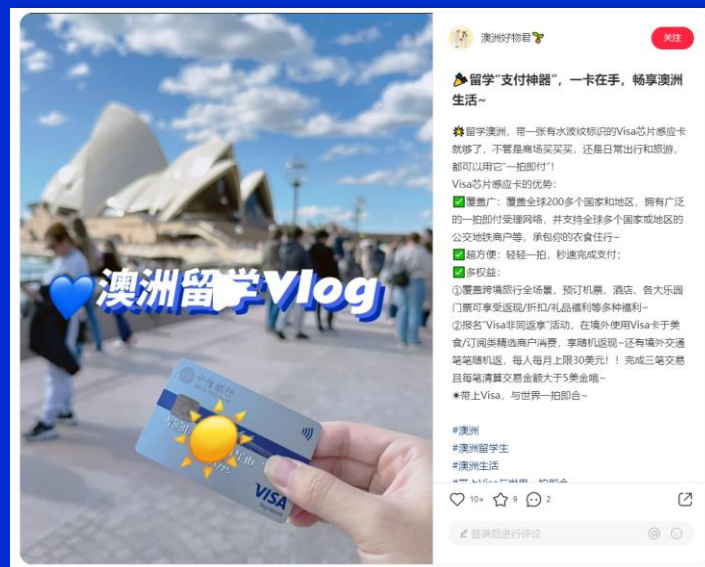 澳洲留学Vlog
中信银行
VISA
Signature
澳洲好物君
关注
留学“支付神器”，一卡在手，畅享澳洲
生活~
留学澳洲，带一张有水波纹标识的Visa芯片感应卡
就够了，不管是商场买买买，还是日常出行和旅游，
都可以用它“一拍即付”！
Visa芯片感应卡的优势：
覆盖广：覆盖全球200多个国家和地区，拥有广泛
的一拍即付受理网络，并支持全球多个国家或地区的
公交地铁商户等，承包你的衣食住行~
超方便：轻轻一拍，秒速完成支付；
多权益：
①覆盖跨境旅行全场景，预订机票、酒店、各大乐园
门票可享受返现/折扣/礼品福利等多种福利~
②报名“Visa非同返享”活动，在境外使用Visa卡于美
食/订阅类精选商户消费，享随机返现~还有境外交通
笔笔随机返，每人每月上限30美元！！完成三笔交易
且每笔清算交易金额大于5美金哦~
☀带上Visa，与世界一拍即合~
#澳洲
#澳洲留学生
#澳洲生活
#带上Visa与世界一拍即合
10+
9
2
登录后进行评论